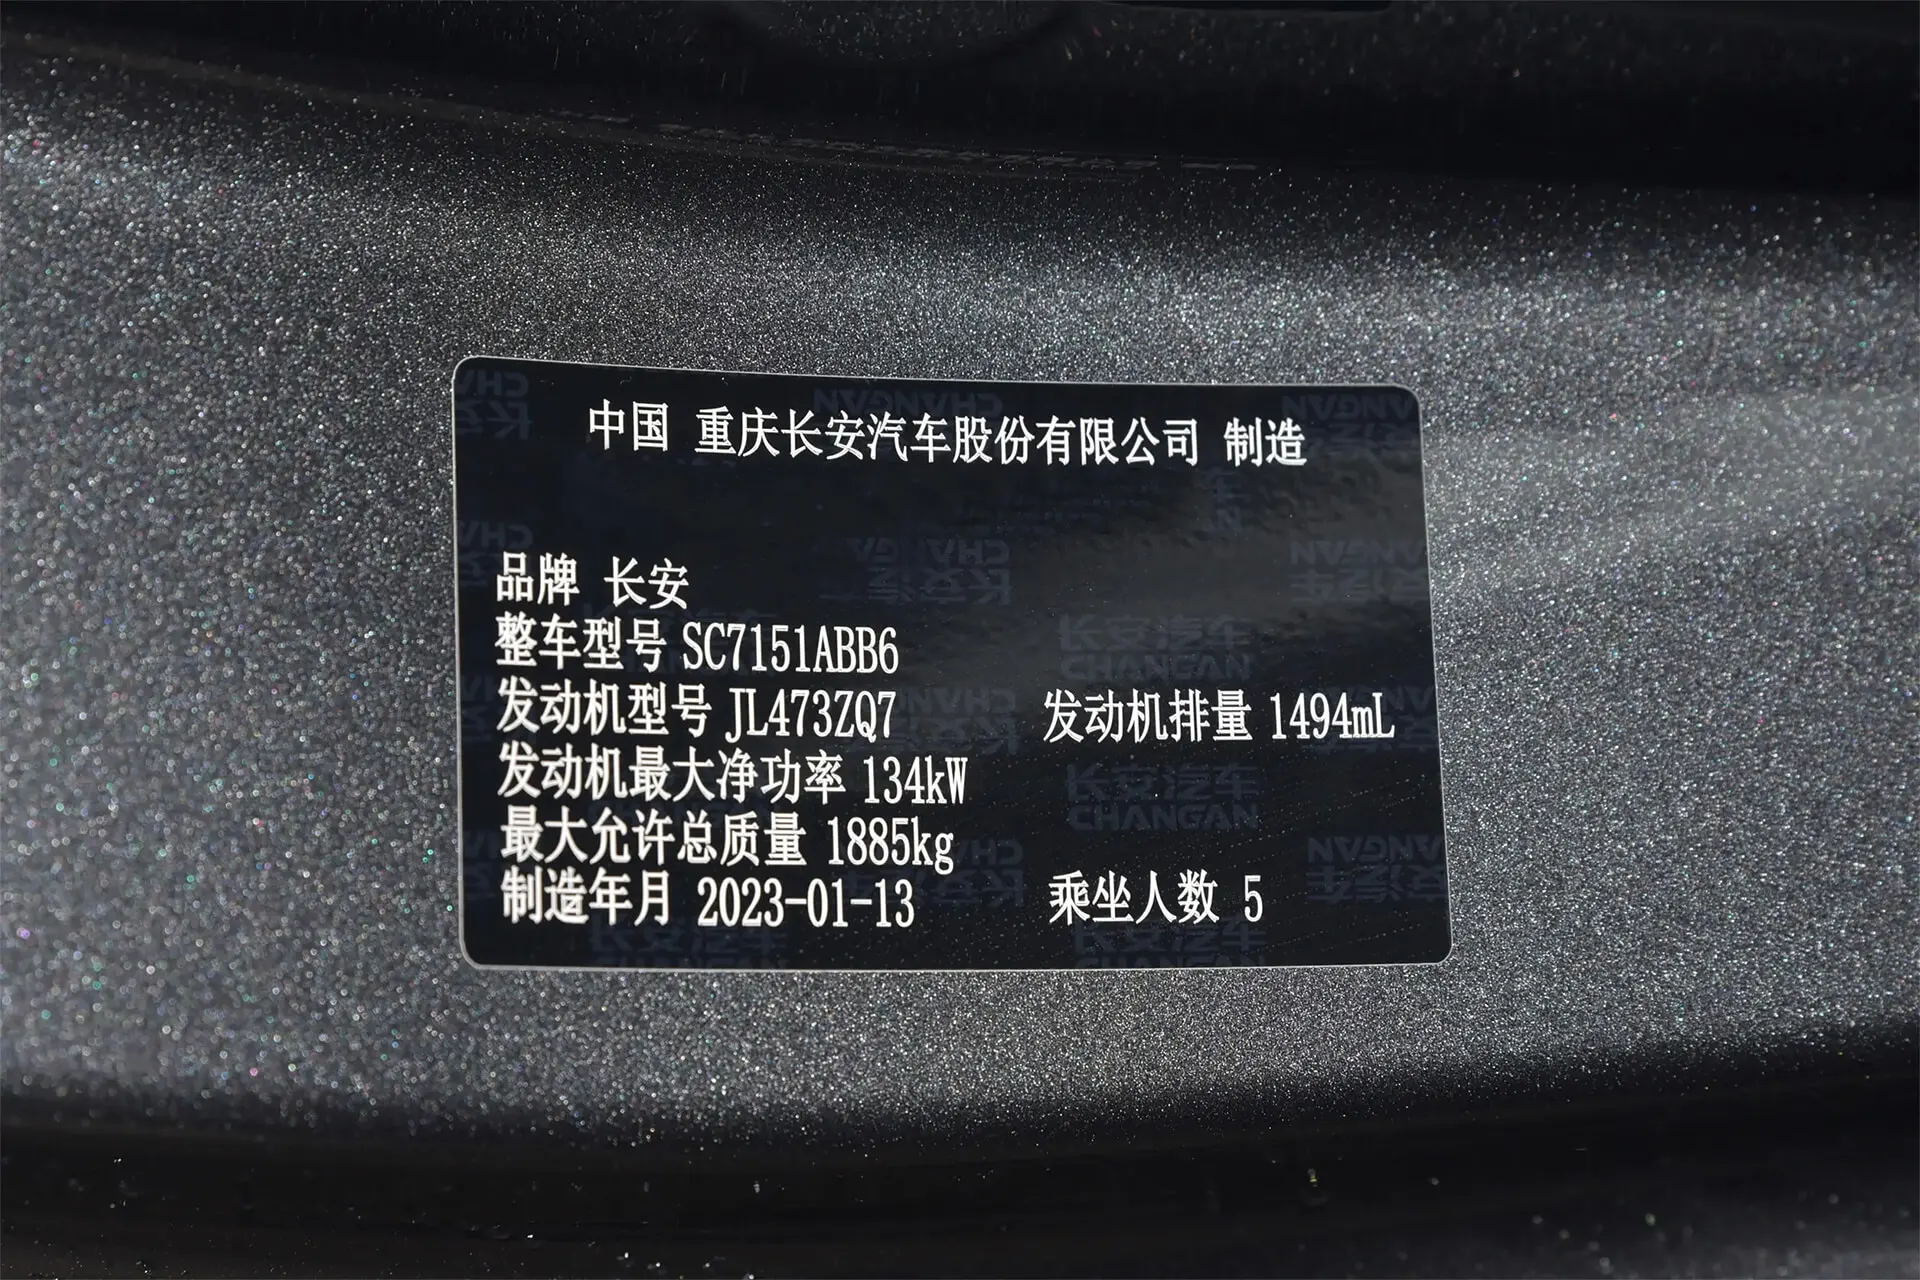 中国 重庆长安汽车股份有限公司 制造
品牌 长安
整车型号 SC7151ABB6
发动机型号 JL473ZQ7 发动机排量 1494mL
发动机最大净功率 134kW
最大允许总质量 1885kg
制造年月 2023-01-13 乘坐人数 5